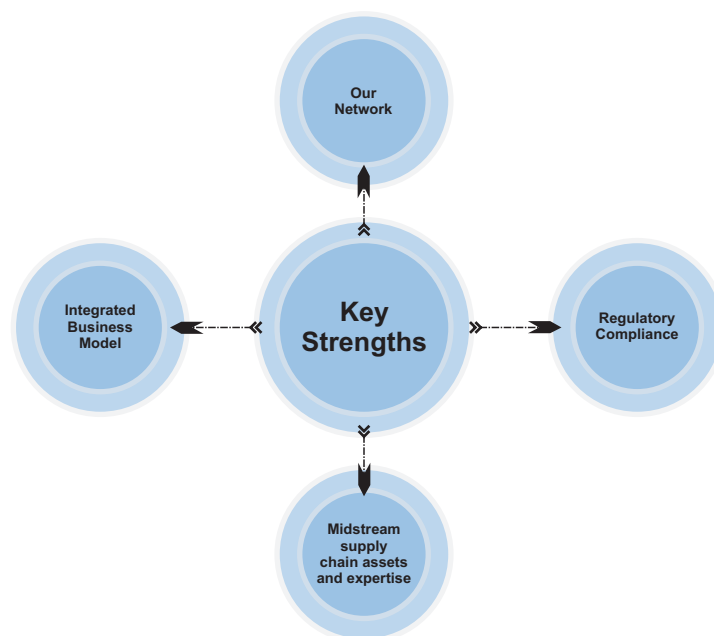 Our
Network
Integrated
Business
Model
Key
Strengths
Regulatory
Compliance
Midstream
supply
chain assets
and expertise